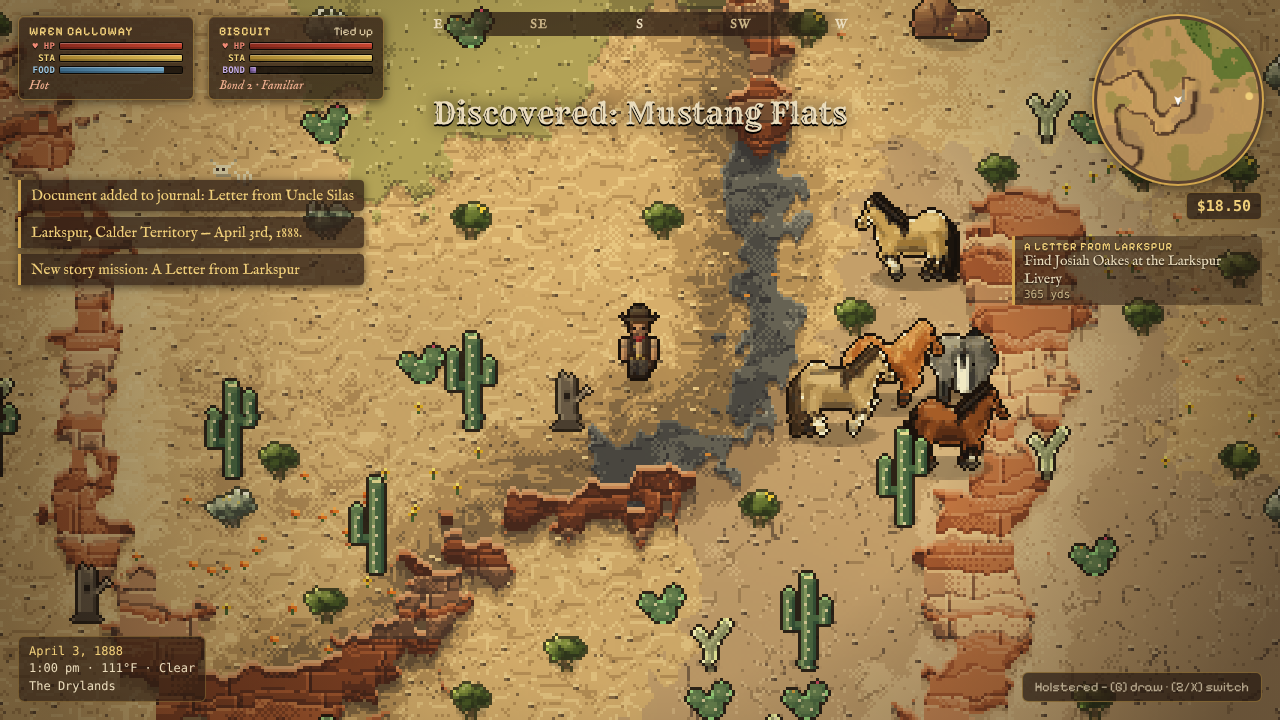 WREN CALLOWAY
♥ HP
STA
FOOD
Hot
BISCUIT Tied up
♥ HP
STA
BOND
Bond 2 · Familiar
E SE S SW W
Discovered: Mustang Flats
Document added to journal: Letter from Uncle Silas
Larkspur, Calder Territory — April 3rd, 1888.
New story mission: A Letter from Larkspur
$18.50
A LETTER FROM LARKSPUR
Find Josiah Oakes at the Larkspur
Livery
365 yds
April 3, 1888
1:00 pm · 111°F · Clear
The Drylands
Holstered - (G) draw · (Z/X) switch